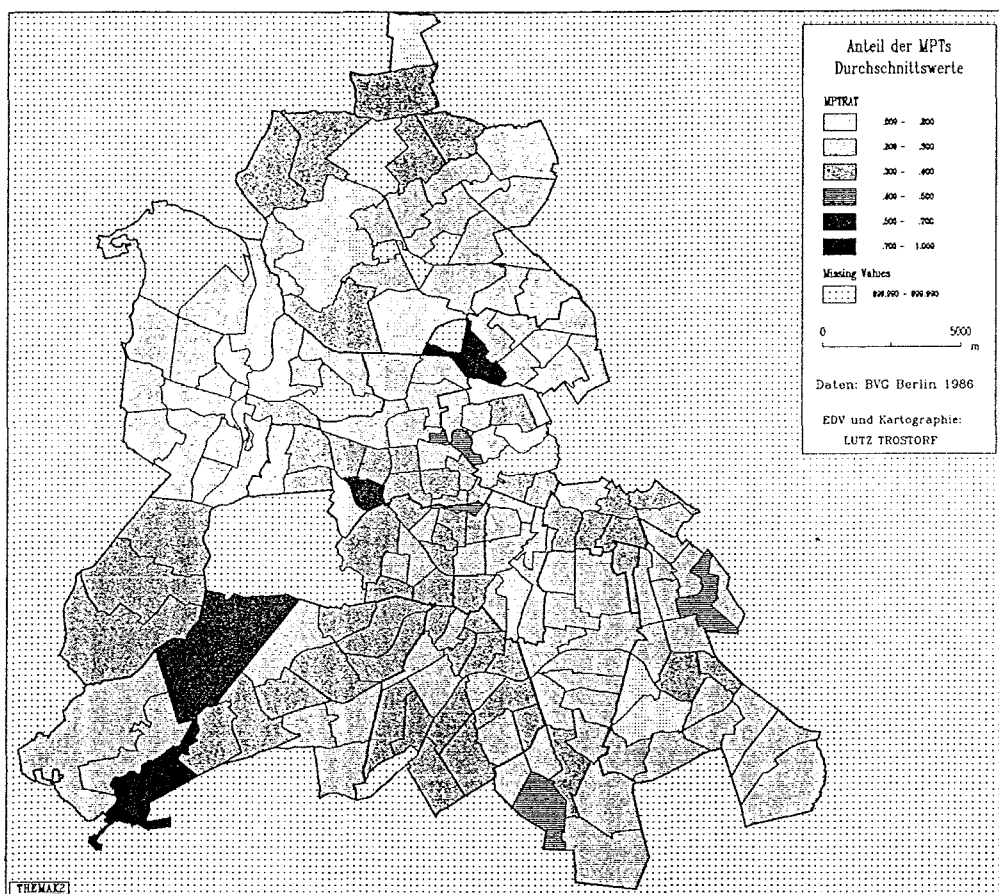 Anteil der MPTs
Durchschnittswerte
MPTRAT
.000 - .200
.200 - .300
.300 - .400
.400 - .500
.500 - .700
.700 - 1.000
Missing Values
0 5000
m
Daten: BVG Berlin 1986
EDV und Kartographie:
LUTZ TROSTORF
THEMAK2